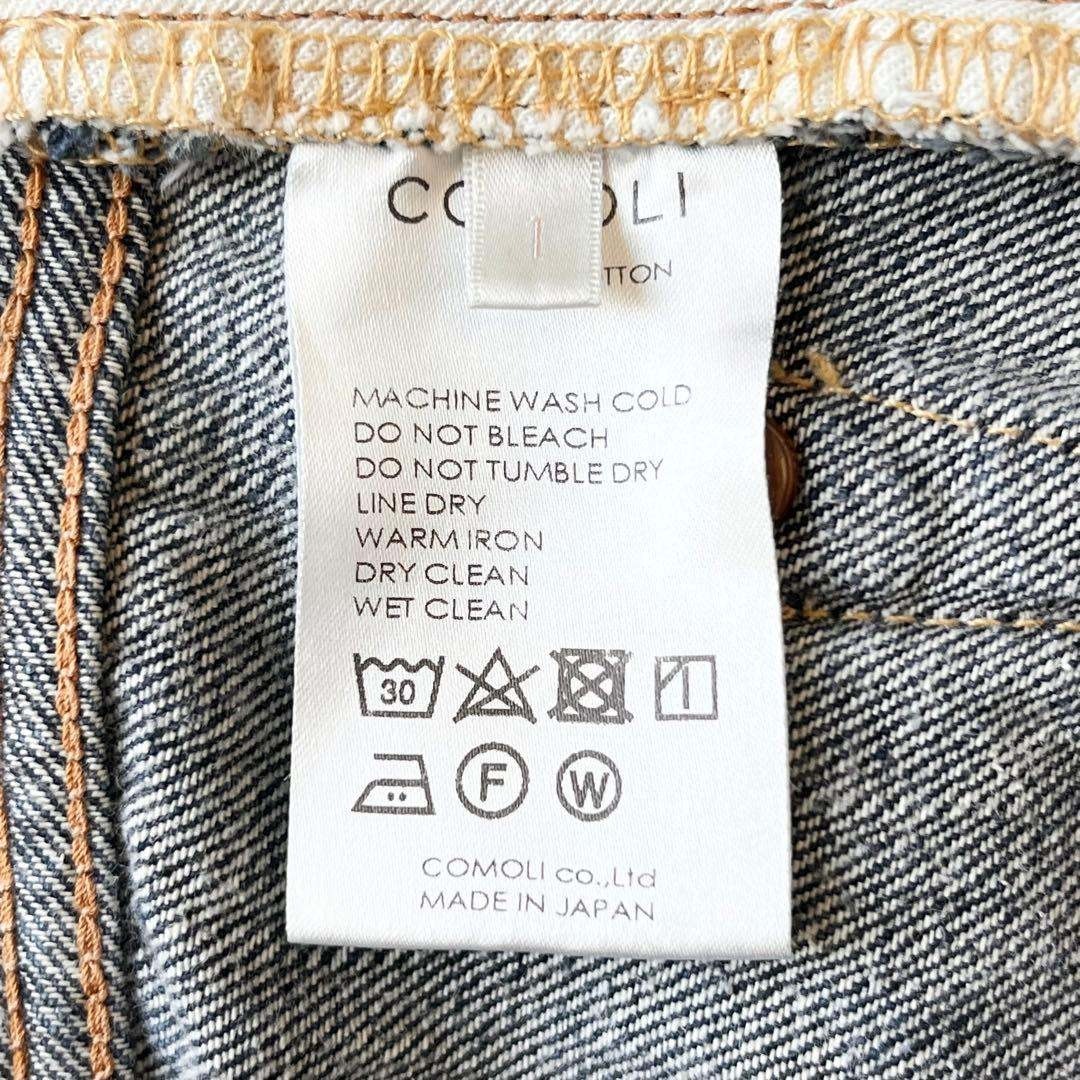 COMOLI
1
MACHINE WASH COLD
DO NOT BLEACH
DO NOT TUMBLE DRY
LINE DRY
WARM IRON
DRY CLEAN
WET CLEAN
30
F W
COMOLI co.,Ltd
MADE IN JAPAN